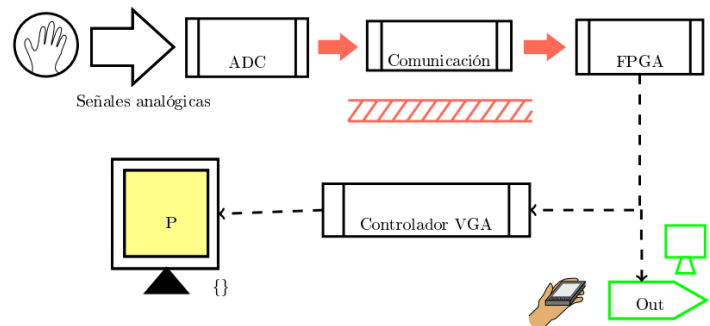 ADC
Comunicación
FPGA
Señales analógicas
P
Controlador VGA
{}
Out